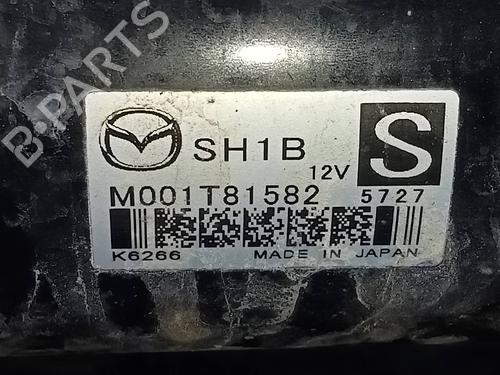 B-PARTS
SH1B
12V
S
M001T81582
5727
K6266
MADE IN JAPAN